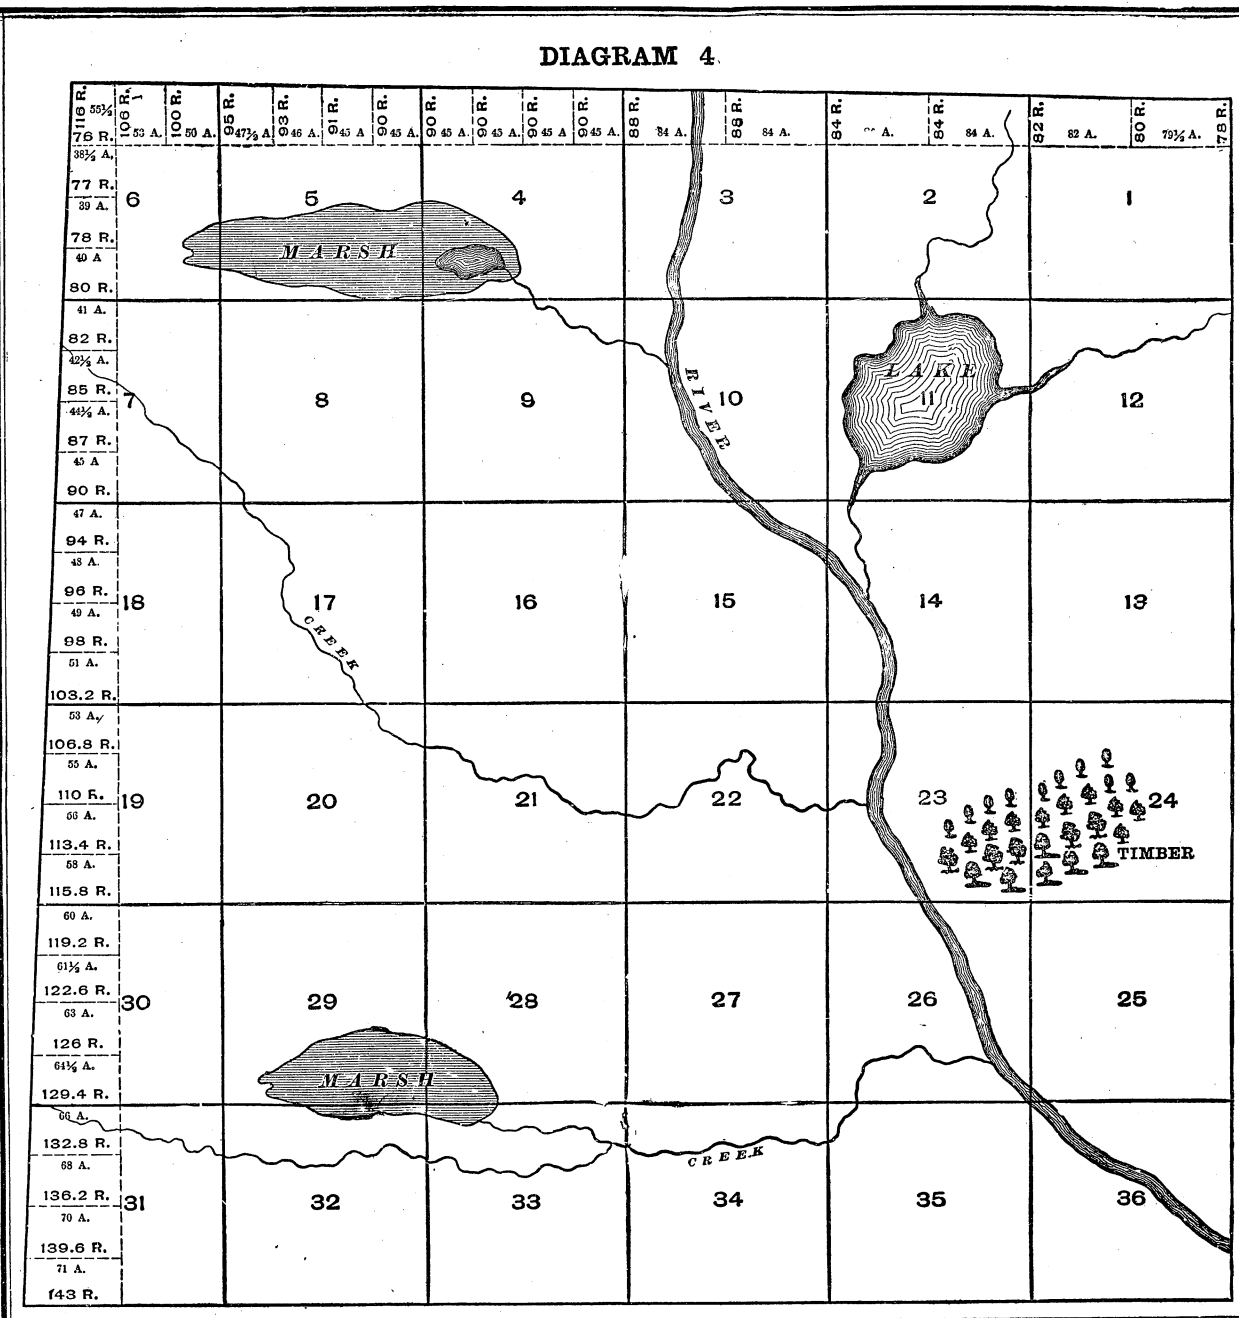 DIAGRAM 4
116 R. 55½ 106 R. 53 A. 100 R. 50 A. 95 R. 47½ A 93 R. 46 A. 91 R. 45 A 90 R. 45 A. 90 R. 45 A. 90 R. 45 A. 90 R. 45 A 90 R. 45 A. 88 R. 84 A. 88 R. 84 A. 84 R. A. 84 R. 84 A. 82 R. 82 A. 80 R. 79½ A. 78 R.
76 R.
38½ A.
77 R.
6 5 4 3 2 1
39 A.
78 R.
MARSH
40 A
80 R.
41 A.
82 R.
42½ A.
LAKE
RIVER
85 R.
7 8 9 10 11 12
44½ A.
87 R.
45 A
90 R.
47 A.
94 R.
48 A.
96 R.
18 17 16 15 14 13
49 A.
98 R.
CREEK
51 A.
103.2 R.
53 A.
106.8 R.
55 A.
110 R.
19 20 21 22 23 24
56 A.
113.4 R.
TIMBER
58 A.
115.8 R.
60 A.
119.2 R.
61½ A.
122.6 R.
30 29 28 27 26 25
63 A.
126 R.
64½ A.
MARSH
129.4 R.
66 A.
132.8 R.
CREEK
68 A.
136.2 R.
31 32 33 34 35 36
70 A.
139.6 R.
71 A.
143 R.